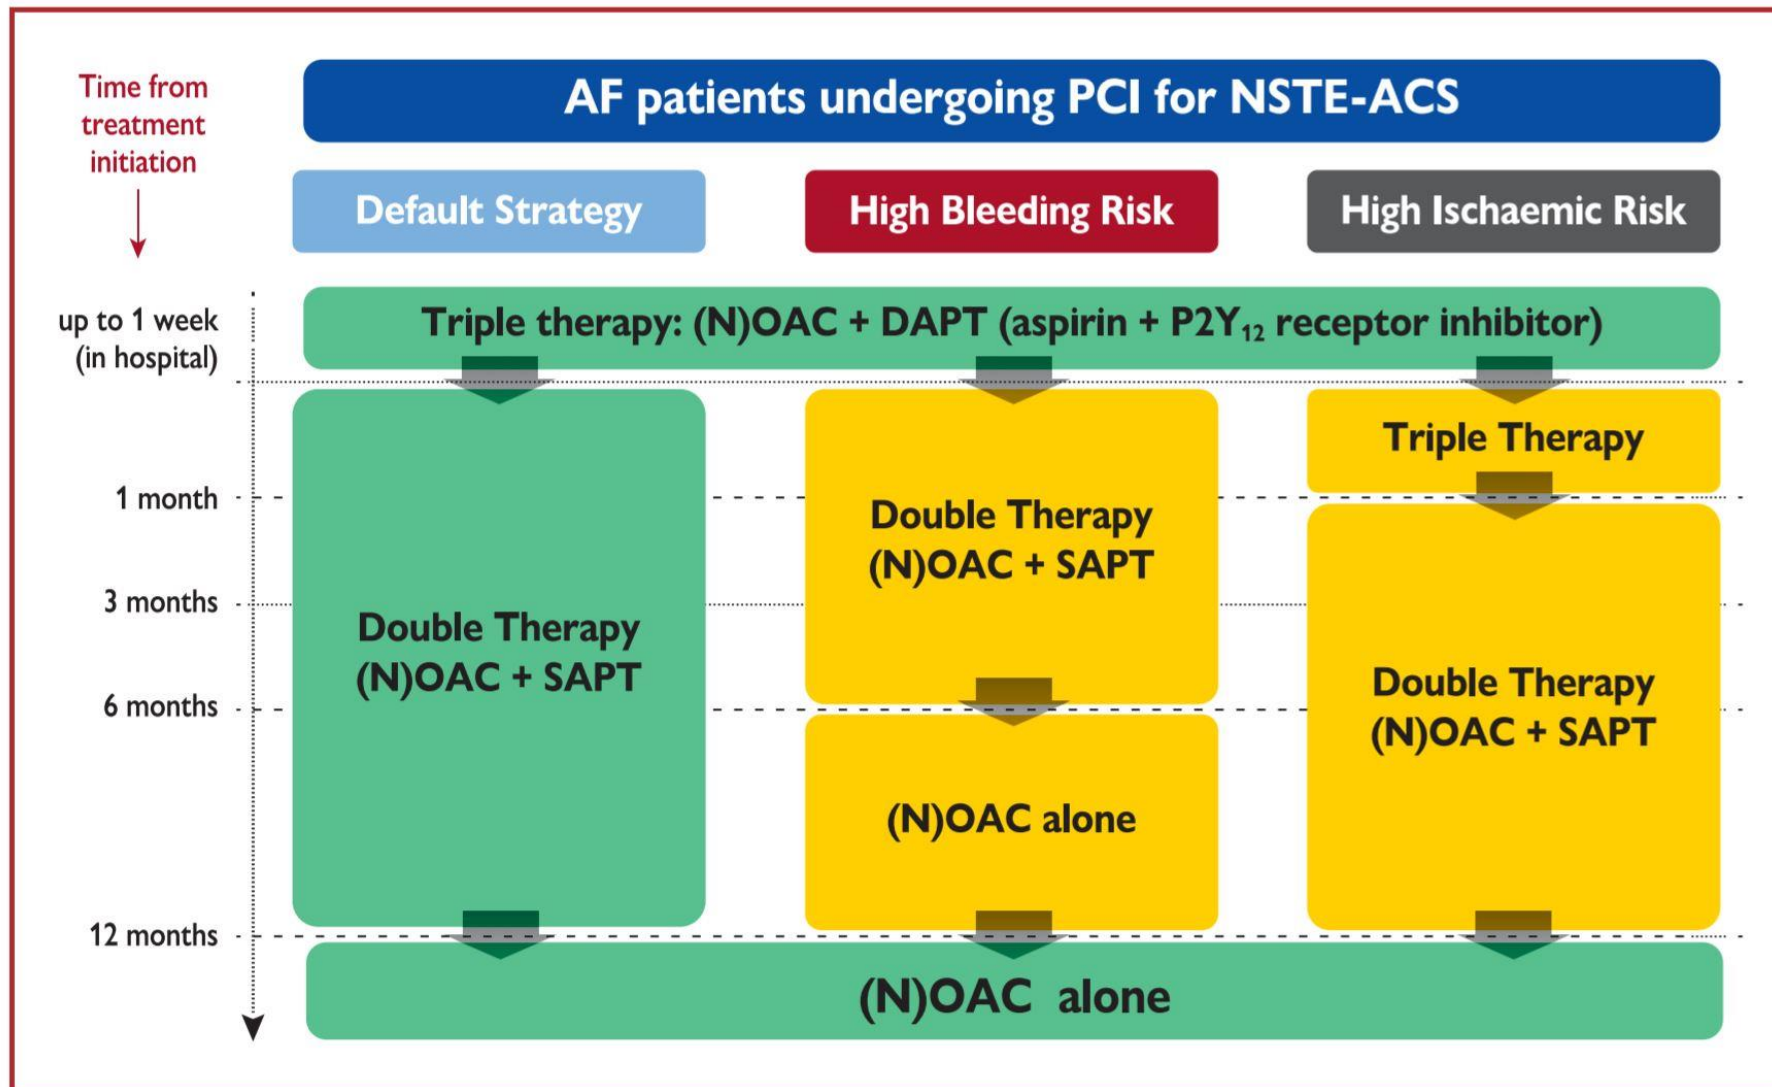 Time from
treatment
initiation
AF patients undergoing PCI for NSTE-ACS
Default Strategy
High Bleeding Risk
High Ischaemic Risk
up to 1 week
(in hospital)
Triple therapy: (N)OAC + DAPT (aspirin + P2Y₁₂ receptor inhibitor)
Triple Therapy
1 month
Double Therapy
(N)OAC + SAPT
3 months
Double Therapy
(N)OAC + SAPT
Double Therapy
(N)OAC + SAPT
6 months
(N)OAC alone
12 months
(N)OAC alone